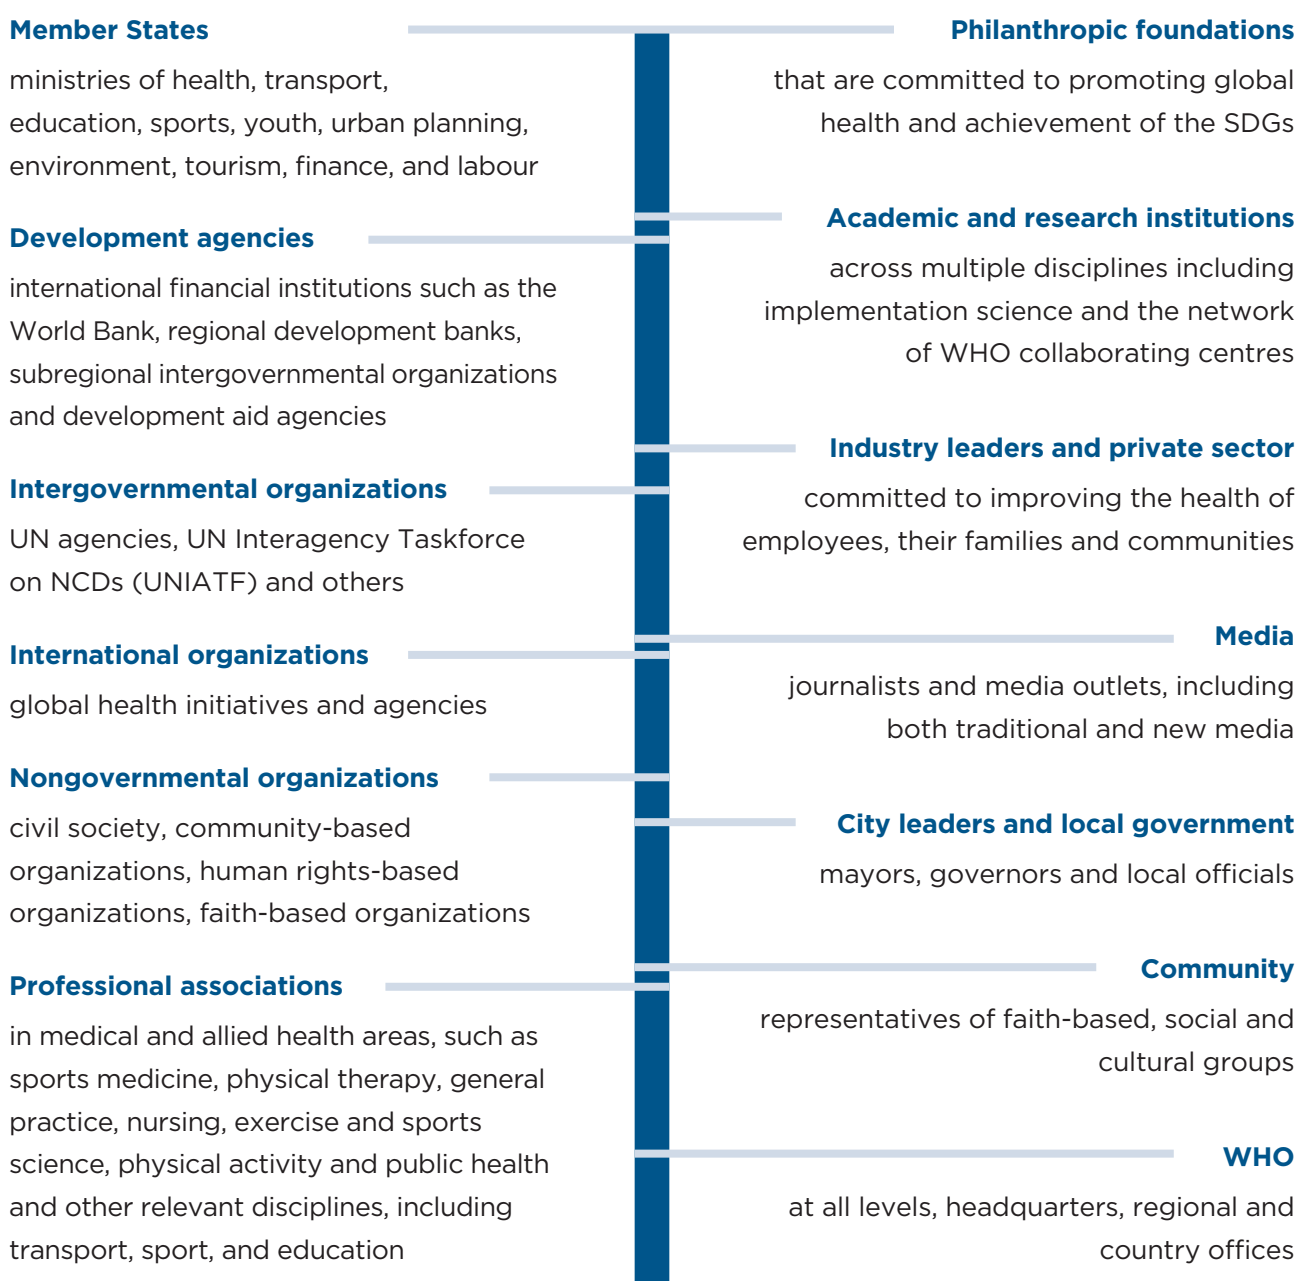 Member States
ministries of health, transport,
education, sports, youth, urban planning,
environment, tourism, finance, and labour
Development agencies
international financial institutions such as the
World Bank, regional development banks,
subregional intergovernmental organizations
and development aid agencies
Intergovernmental organizations
UN agencies, UN Interagency Taskforce
on NCDs (UNIATF) and others
International organizations
global health initiatives and agencies
Nongovernmental organizations
civil society, community-based
organizations, human rights-based
organizations, faith-based organizations
Professional associations
in medical and allied health areas, such as
sports medicine, physical therapy, general
practice, nursing, exercise and sports
science, physical activity and public health
and other relevant disciplines, including
transport, sport, and education
Philanthropic foundations
that are committed to promoting global
health and achievement of the SDGs
Academic and research institutions
across multiple disciplines including
implementation science and the network
of WHO collaborating centres
Industry leaders and private sector
committed to improving the health of
employees, their families and communities
Media
journalists and media outlets, including
both traditional and new media
City leaders and local government
mayors, governors and local officials
Community
representatives of faith-based, social and
cultural groups
WHO
at all levels, headquarters, regional and
country offices